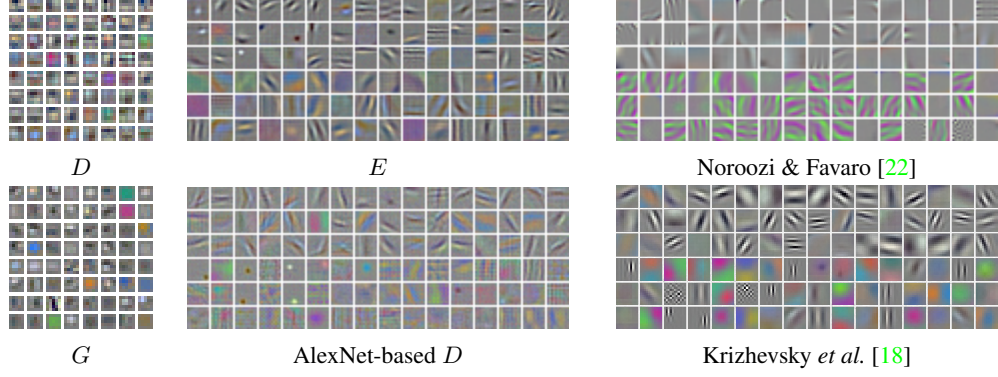 D
E
Noroozi & Favaro [22]
G
AlexNet-based D
Krizhevsky et al. [18]